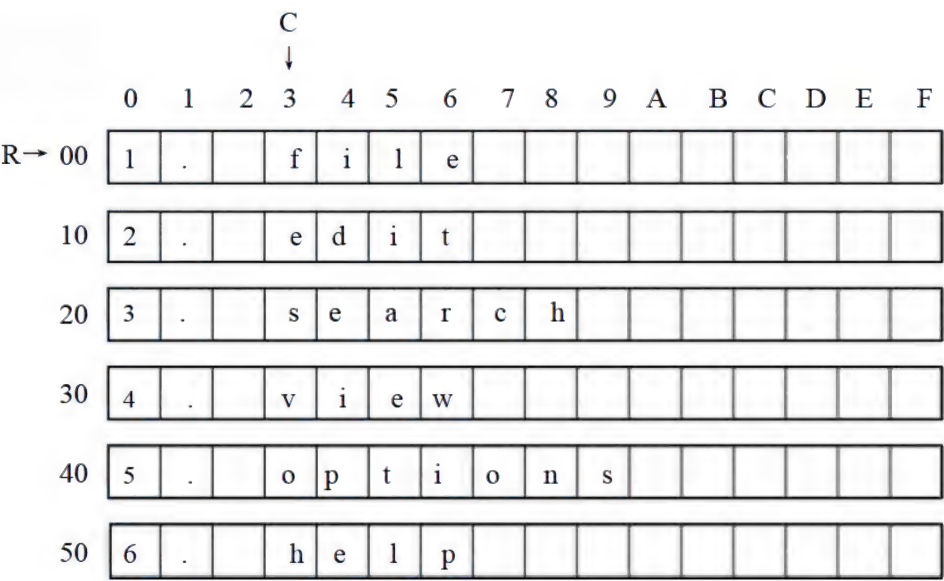 C
↓
0 1 2 3 4 5 6 7 8 9 A B C D E F
R→ 00 1 . f i l e
10 2 . e d i t
20 3 . s e a r c h
30 4 . v i e w
40 5 . o p t i o n s
50 6 . h e l p